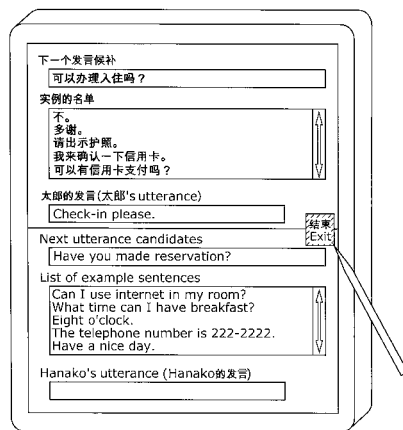 下一个发言候补
可以办理入住吗？
实例的名单
不。
多谢。
请出示护照。
我来确认一下信用卡。
可以有信用卡支付吗？
太郎的发言(太郎's utterance)
Check-in please.
结束
Exit
Next utterance candidates
Have you made reservation?
List of example sentences
Can I use internet in my room?
What time can I have breakfast?
Eight o'clock.
The telephone number is 222-2222.
Have a nice day.
Hanako's utterance (Hanako的发言)